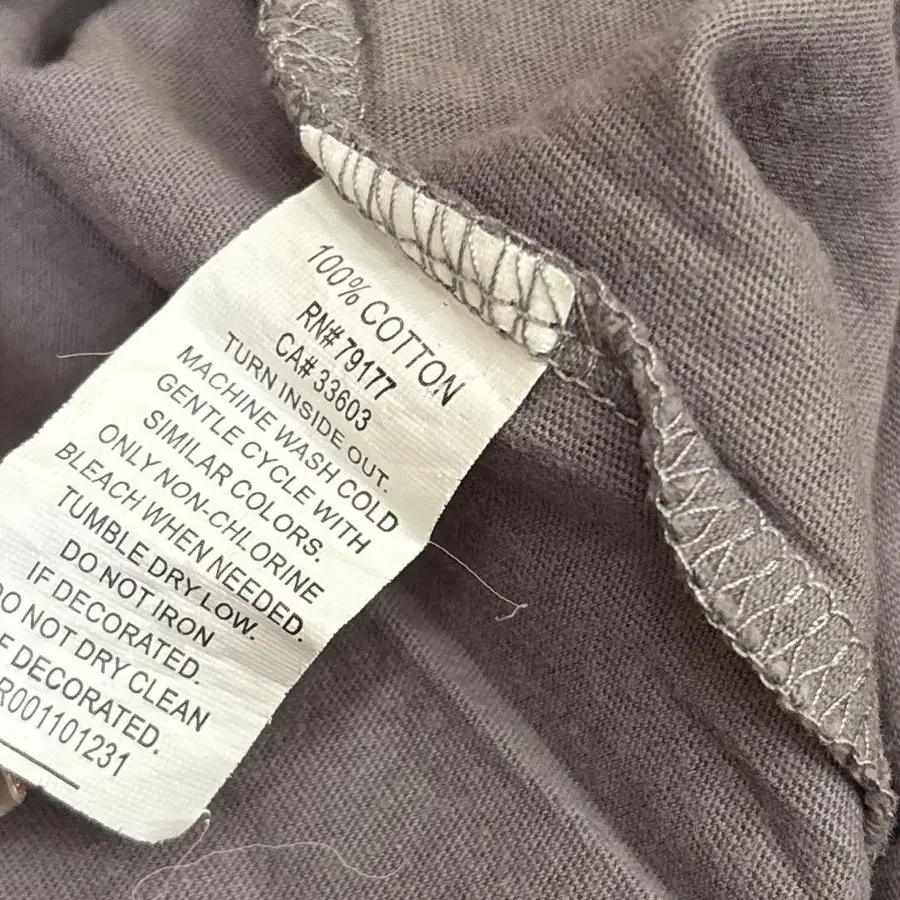 100% COTTON
RN# 79177
CA# 33603
TURN INSIDE OUT.
MACHINE WASH COLD
GENTLE CYCLE WITH
SIMILAR COLORS.
ONLY NON-CHLORINE
BLEACH WHEN NEEDED.
TUMBLE DRY LOW.
DO NOT IRON
IF DECORATED.
DO NOT DRY CLEAN
IF DECORATED.
R001101231